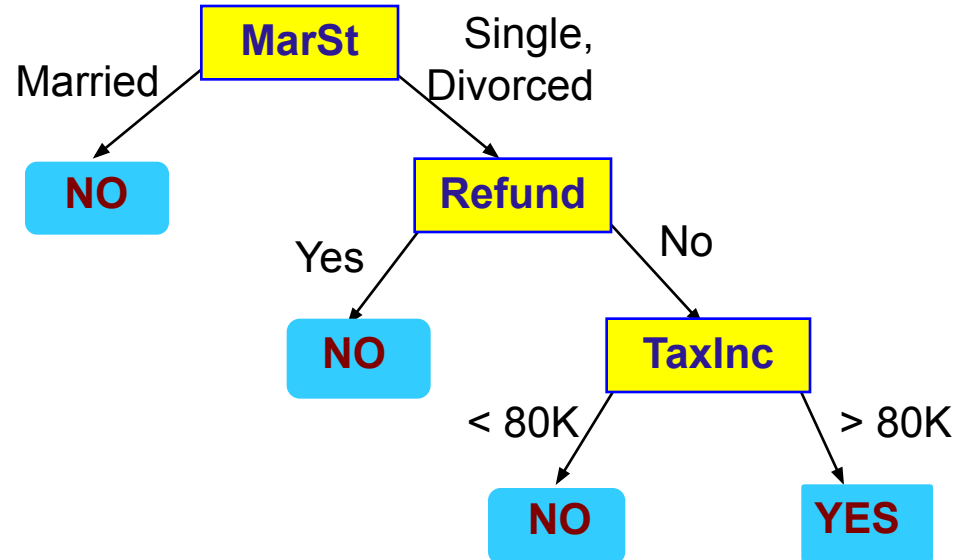 MarSt
Single,
Divorced
Married
NO
Refund
Yes
No
NO
TaxInc
< 80K
> 80K
NO
YES